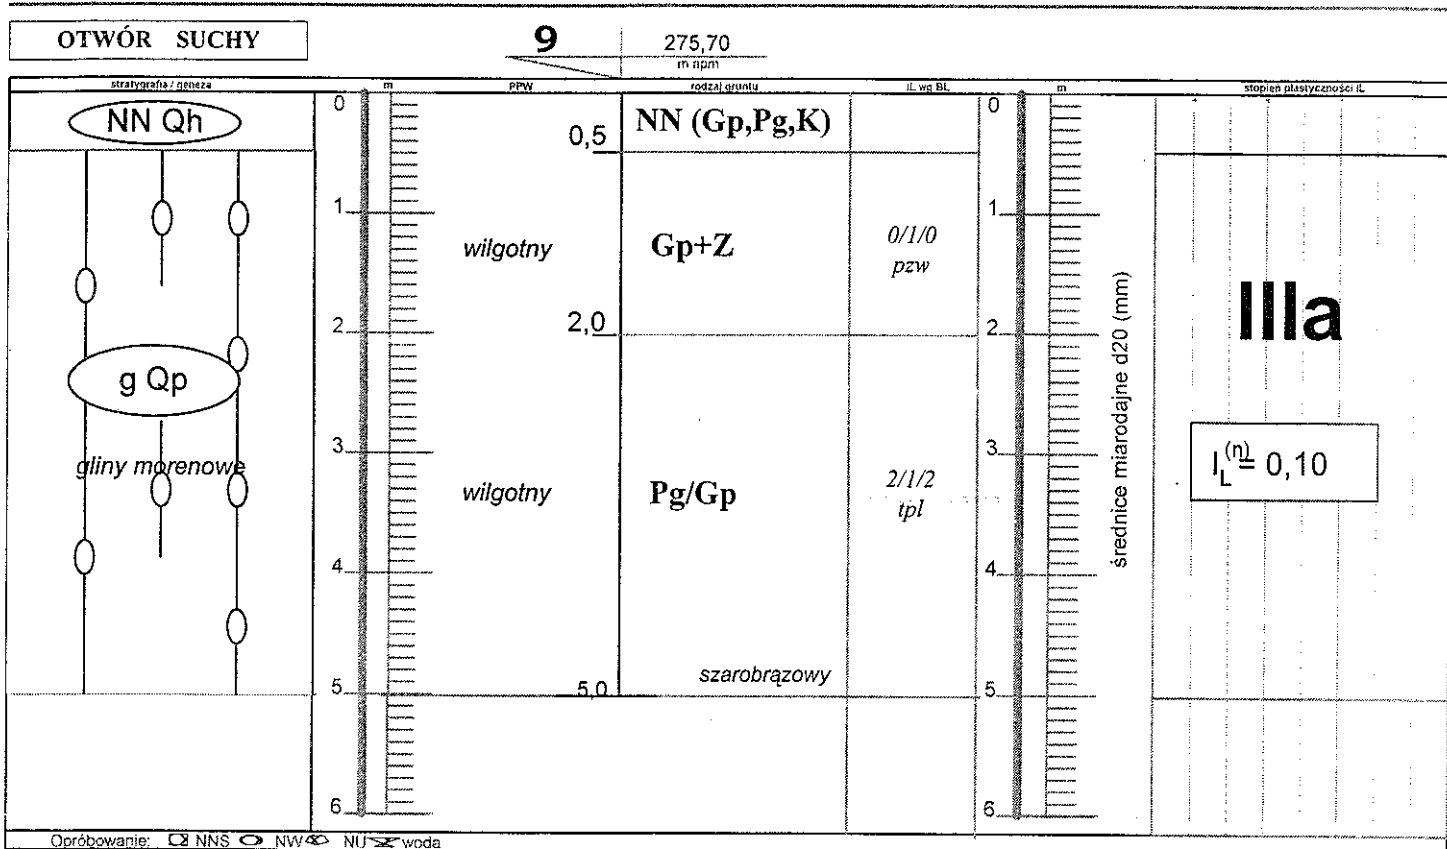 OTWÓR SUCHY
9
275,70
m npm
stratygrafia / geneza
m
PPW
rodzaj gruntu
IL wg BL
m
stopień plastyczności IL
NN Qh
0
0,5
NN (Gp,Pg,K)
0
1
wilgotny
Gp+Z
0/1/0
pzw
1
2
2,0
2
IIIa
g Qp
średnice miarodajne d20 (mm)
3
3
gliny morenowe
wilgotny
Pg/Gp
2/1/2
tpl
I_L^(n) = 0,10
4
4
szarobrązowy
5
5,0
5
6
6
Opróbowanie: NNS NW NU woda